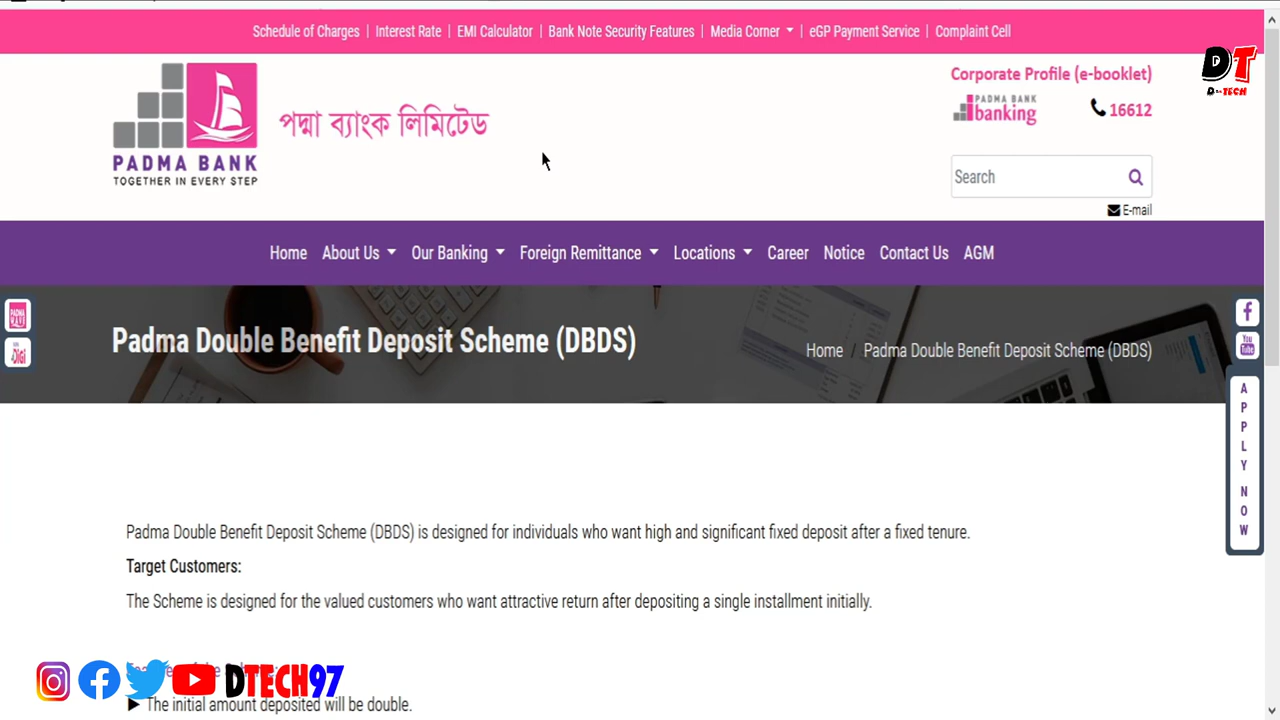 Schedule of Charges | Interest Rate | EMI Calculator | Bank Note Security Features | Media Corner | eGP Payment Service | Complaint Cell
PADMA BANK
TOGETHER IN EVERY STEP
পদ্মা ব্যাংক লিমিটেড
Corporate Profile (e-booklet)
PADMA BANK
banking
16612
DT
Search
E-mail
Home About Us Our Banking Foreign Remittance Locations Career Notice Contact Us AGM
Padma Double Benefit Deposit Scheme (DBDS)
Home / Padma Double Benefit Deposit Scheme (DBDS)
You
Tube
APPLY NOW
Padma Double Benefit Deposit Scheme (DBDS) is designed for individuals who want high and significant fixed deposit after a fixed tenure.
Target Customers:
The Scheme is designed for the valued customers who want attractive return after depositing a single installment initially.
DTECH97
► The initial amount deposited will be double.